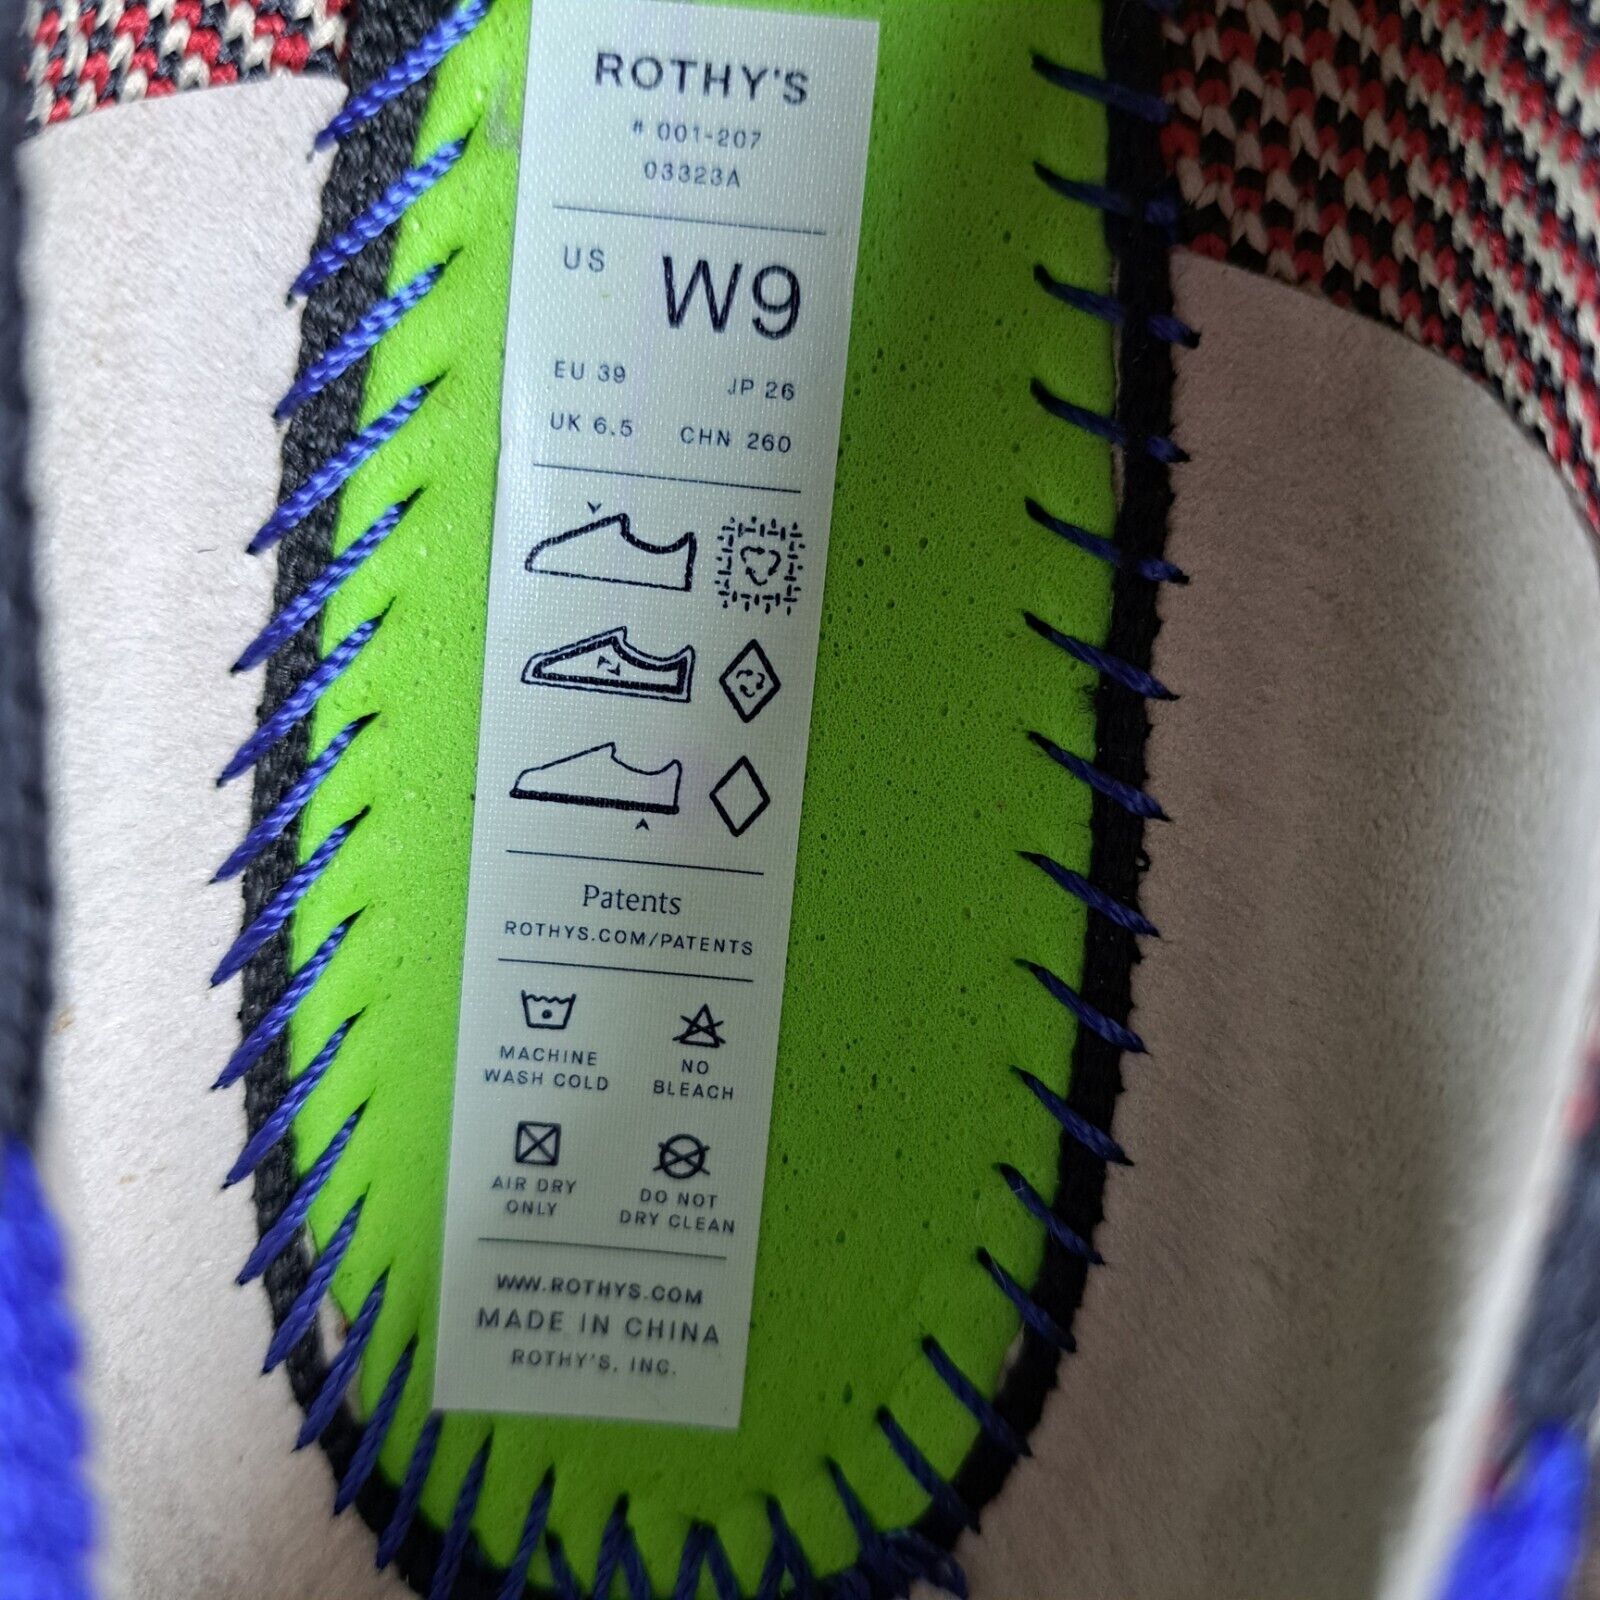 ROTHY'S
# 001-207
03323A
US W9
EU 39 JP 26
UK 6.5 CHN 260
Patents
ROTHYS.COM/PATENTS
MACHINE
WASH COLD
NO
BLEACH
AIR DRY
ONLY
DO NOT
DRY CLEAN
WWW.ROTHYS.COM
MADE IN CHINA
ROTHY'S, INC.